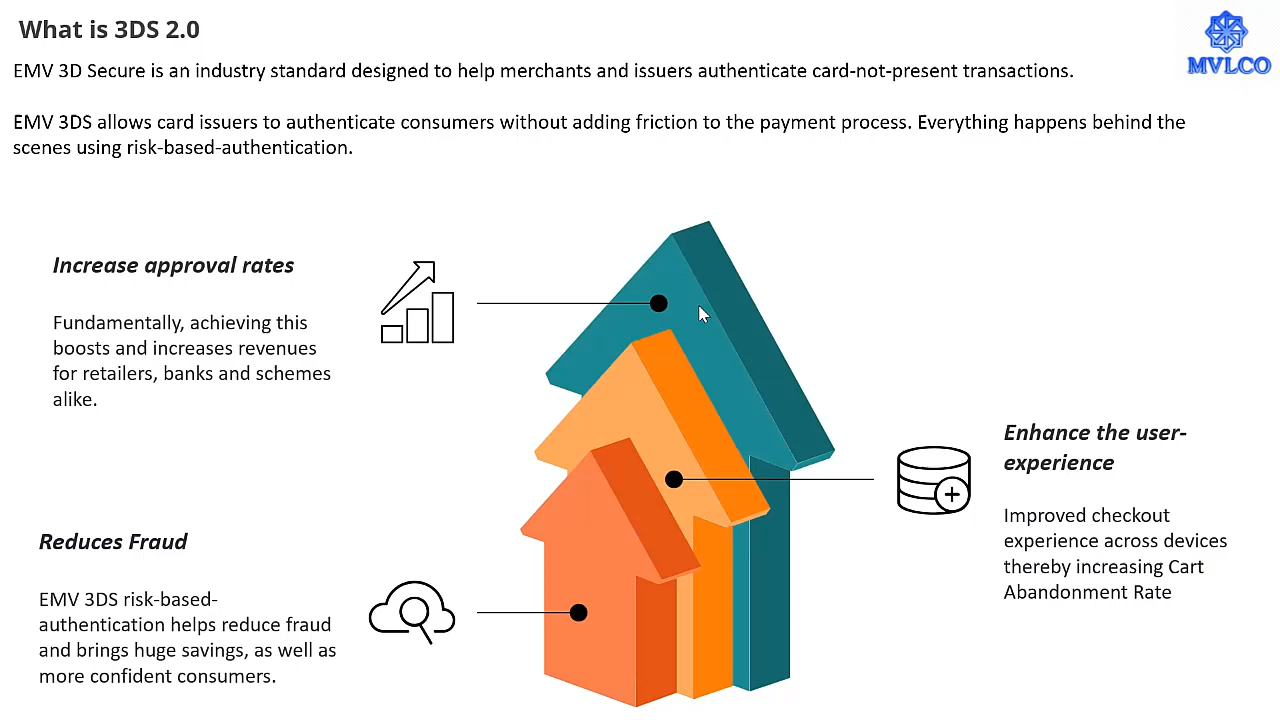 What is 3DS 2.0
MVLCO
EMV 3D Secure is an industry standard designed to help merchants and issuers authenticate card-not-present transactions.
EMV 3DS allows card issuers to authenticate consumers without adding friction to the payment process. Everything happens behind the
scenes using risk-based-authentication.
Increase approval rates
Fundamentally, achieving this
boosts and increases revenues
for retailers, banks and schemes
alike.
Enhance the user-
experience
Improved checkout
experience across devices
thereby increasing Cart
Abandonment Rate
Reduces Fraud
EMV 3DS risk-based-
authentication helps reduce fraud
and brings huge savings, as well as
more confident consumers.